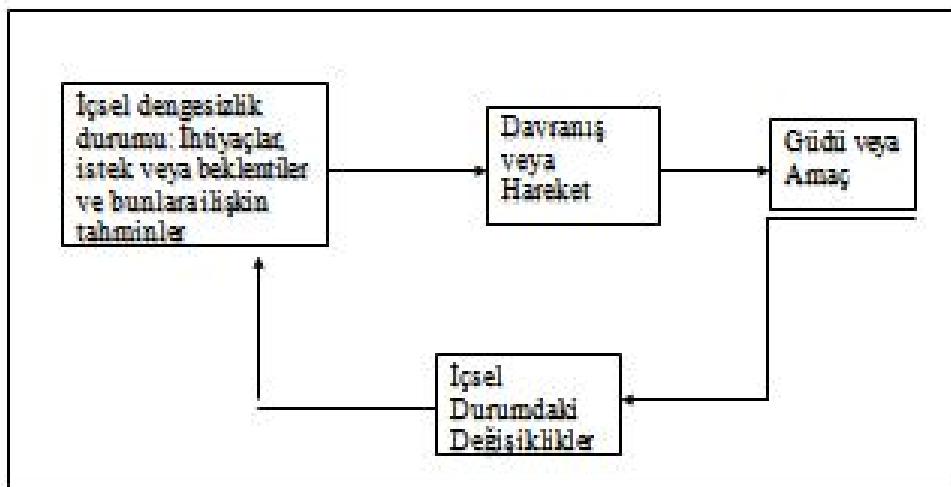 İçsel dengesizlik
durumu: İhtiyaçlar,
istek veya beklentiler
ve bunlara ilişkin
tahminler
Davranış
veya
Hareket
Güdü veya
Amaç
İçsel
Durumdaki
Değişiklikler